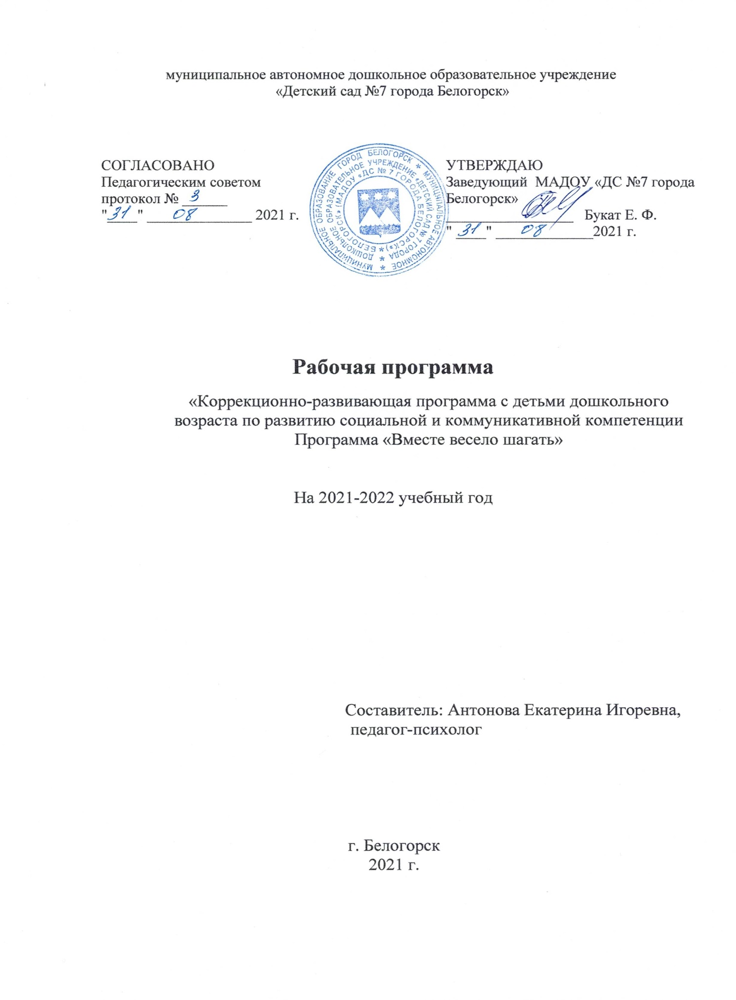 муниципальное автономное дошкольное образовательное учреждение
«Детский сад №7 города Белогорск»
СОГЛАСОВАНО
Педагогическим советом
протокол № 3
"31" 08 2021 г.
УТВЕРЖДАЮ
Заведующий МАДОУ «ДС №7 города
Белогорск»
Букат Е. Ф.
"31" 08 2021 г.
МУНИЦИПАЛЬНОЕ ОБРАЗОВАНИЕ ГОРОД БЕЛОГОРСК * МУНИЦИПАЛЬНОЕ АВТОНОМНОЕ *
ДОШКОЛЬНОЕ ОБРАЗОВАТЕЛЬНОЕ УЧРЕЖДЕНИЕ «ДЕТСКИЙ САД № 7 ГОРОДА *
БЕЛОГОРСК» (МАДОУ «ДС № 7 ГОРОДА БЕЛОГОРСК») *
Рабочая программа
«Коррекционно-развивающая программа с детьми дошкольного
возраста по развитию социальной и коммуникативной компетенции
Программа «Вместе весело шагать»
На 2021-2022 учебный год
Составитель: Антонова Екатерина Игоревна,
педагог-психолог
г. Белогорск
2021 г.